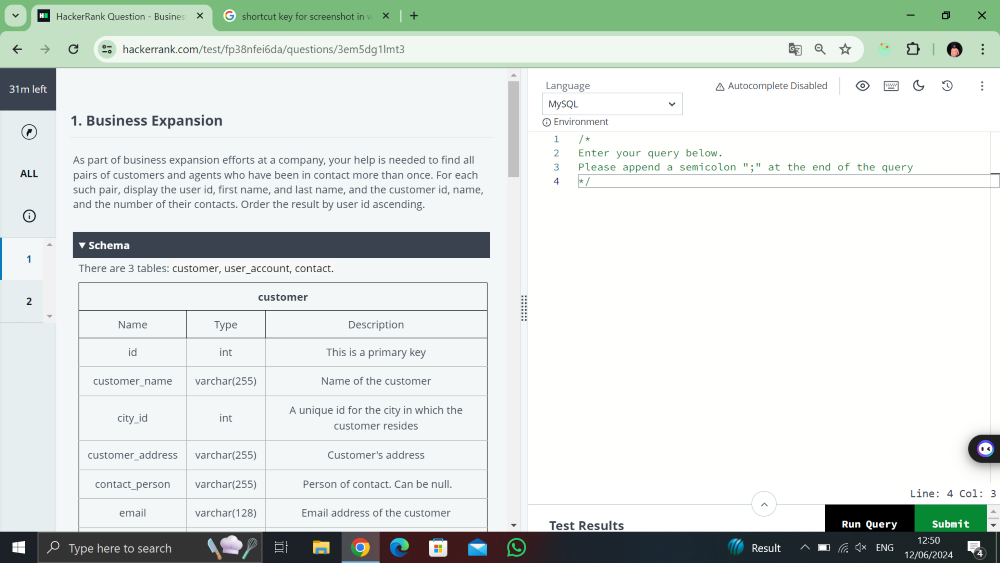 HackerRank Question - Busines
shortcut key for screenshot in w
hackerrank.com/test/fp38nfei6da/questions/3em5dg1lmt3
31m left
ALL
1
2
1. Business Expansion
As part of business expansion efforts at a company, your help is needed to find all
pairs of customers and agents who have been in contact more than once. For each
such pair, display the user id, first name, and last name, and the customer id, name,
and the number of their contacts. Order the result by user id ascending.
▼ Schema
There are 3 tables: customer, user_account, contact.
customer
Name Type Description
id int This is a primary key
customer_name varchar(255) Name of the customer
city_id int A unique id for the city in which the
customer resides
customer_address varchar(255) Customer's address
contact_person varchar(255) Person of contact. Can be null.
email varchar(128) Email address of the customer
Language
Autocomplete Disabled
MySQL
Environment
1 /*
2 Enter your query below.
3 Please append a semicolon ";" at the end of the query
4 */
Line: 4 Col: 3
Test Results
Run Query
Submit
Type here to search
Result
ENG
12:50
12/06/2024
4